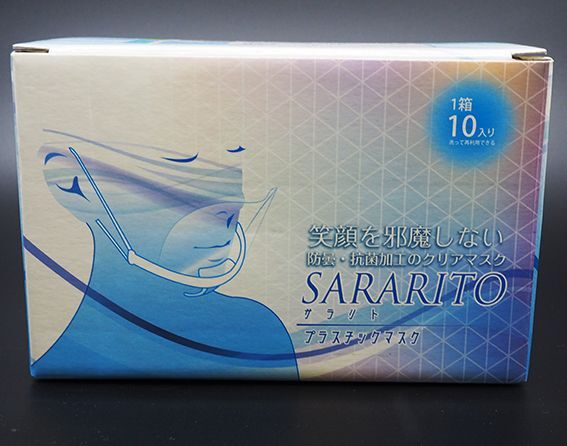 1箱
10入り
洗って再利用できる
笑顔を邪魔しない
防曇・抗菌加工のクリアマスク
SARARITO
サラリト
プラスチックマスク